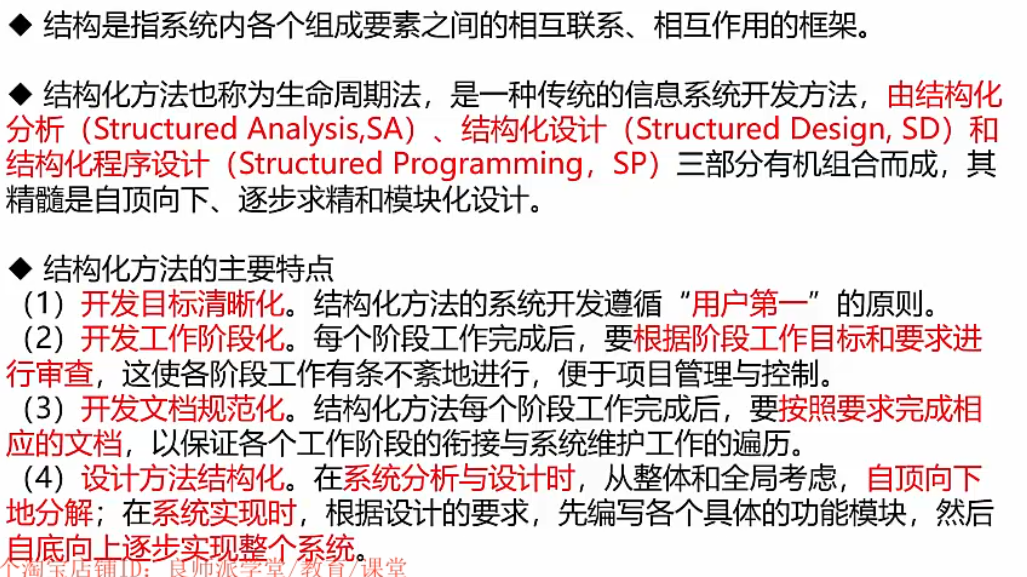 ◆ 结构是指系统内各个组成要素之间的相互联系、相互作用的框架。
◆ 结构化方法也称为生命周期法，是一种传统的信息系统开发方法，由结构化
分析（Structured Analysis,SA）、结构化设计（Structured Design, SD）和
结构化程序设计（Structured Programming，SP）三部分有机组合而成，其
精髓是自顶向下、逐步求精和模块化设计。
◆ 结构化方法的主要特点
（1）开发目标清晰化。结构化方法的系统开发遵循“用户第一”的原则。
（2）开发工作阶段化。每个阶段工作完成后，要根据阶段工作目标和要求进
行审查，这使各阶段工作有条不紊地进行，便于项目管理与控制。
（3）开发文档规范化。结构化方法每个阶段工作完成后，要按照要求完成相
应的文档，以保证各个工作阶段的衔接与系统维护工作的遍历。
（4）设计方法结构化。在系统分析与设计时，从整体和全局考虑，自顶向下
地分解；在系统实现时，根据设计的要求，先编写各个具体的功能模块，然后
自底向上逐步实现整个系统。
个淘宝店铺ID：良师派学堂/教育/课堂